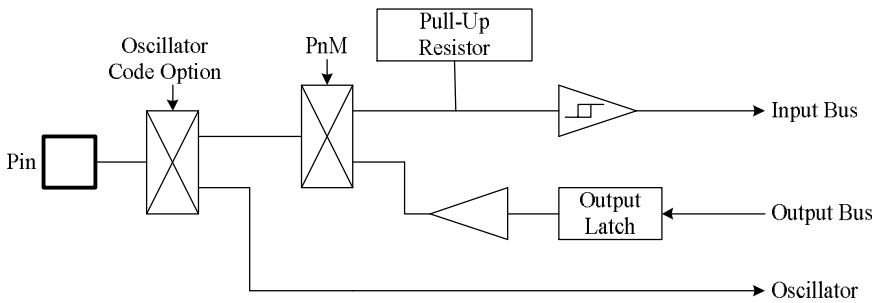 Pull-Up
Resistor
Oscillator
Code Option
PnM
Input Bus
Pin
Output
Latch
Output Bus
Oscillator